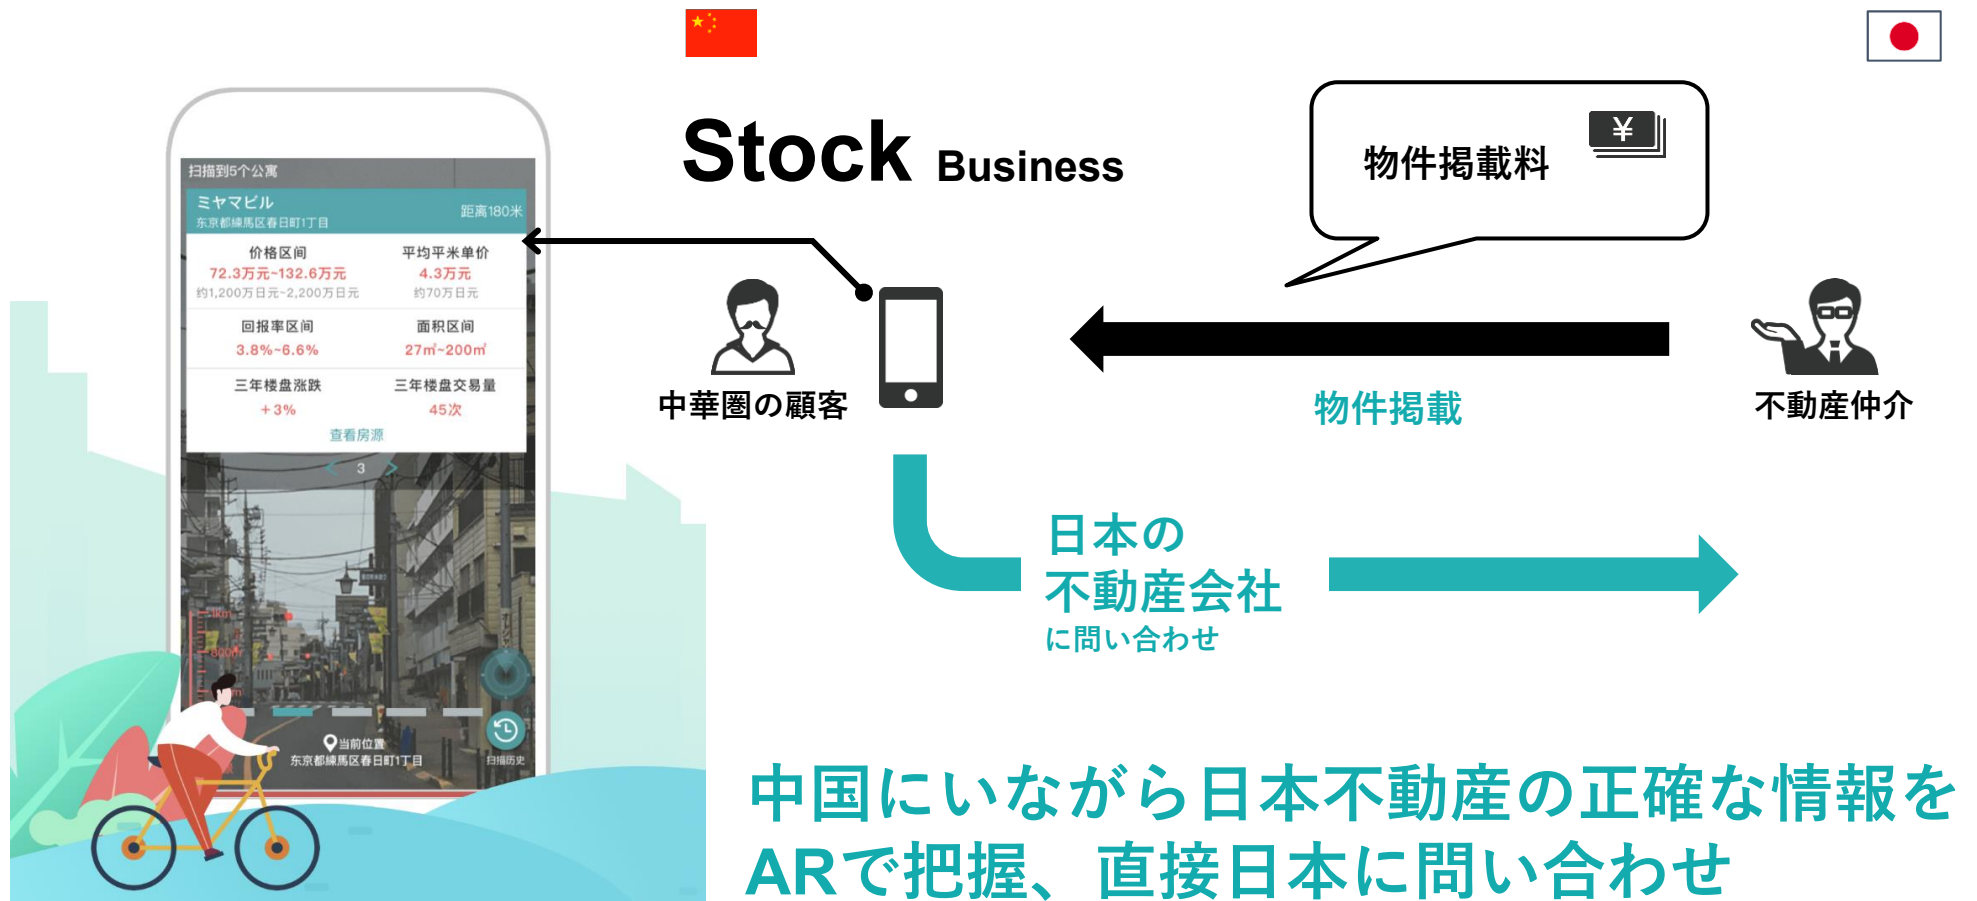 Stock Business
物件掲載料
¥
扫描到5个公寓
ミヤマビル
东京都練馬区春日町1丁目
距离180米
价格区间
72.3万元~132.6万元
约1,200万日元~2,200万日元
平均平米单价
4.3万元
约70万日元
回报率区间
3.8%~6.6%
面积区间
27㎡~200㎡
三年楼盘涨跌
+3%
三年楼盘交易量
45次
查看房源
< 3 >
1km
800m
当前位置
东京都練馬区春日町1丁目
扫描历史
中華圏の顧客
物件掲載
不動産仲介
日本の
不動産会社
に問い合わせ
中国にいながら日本不動産の正確な情報を
ARで把握、直接日本に問い合わせ